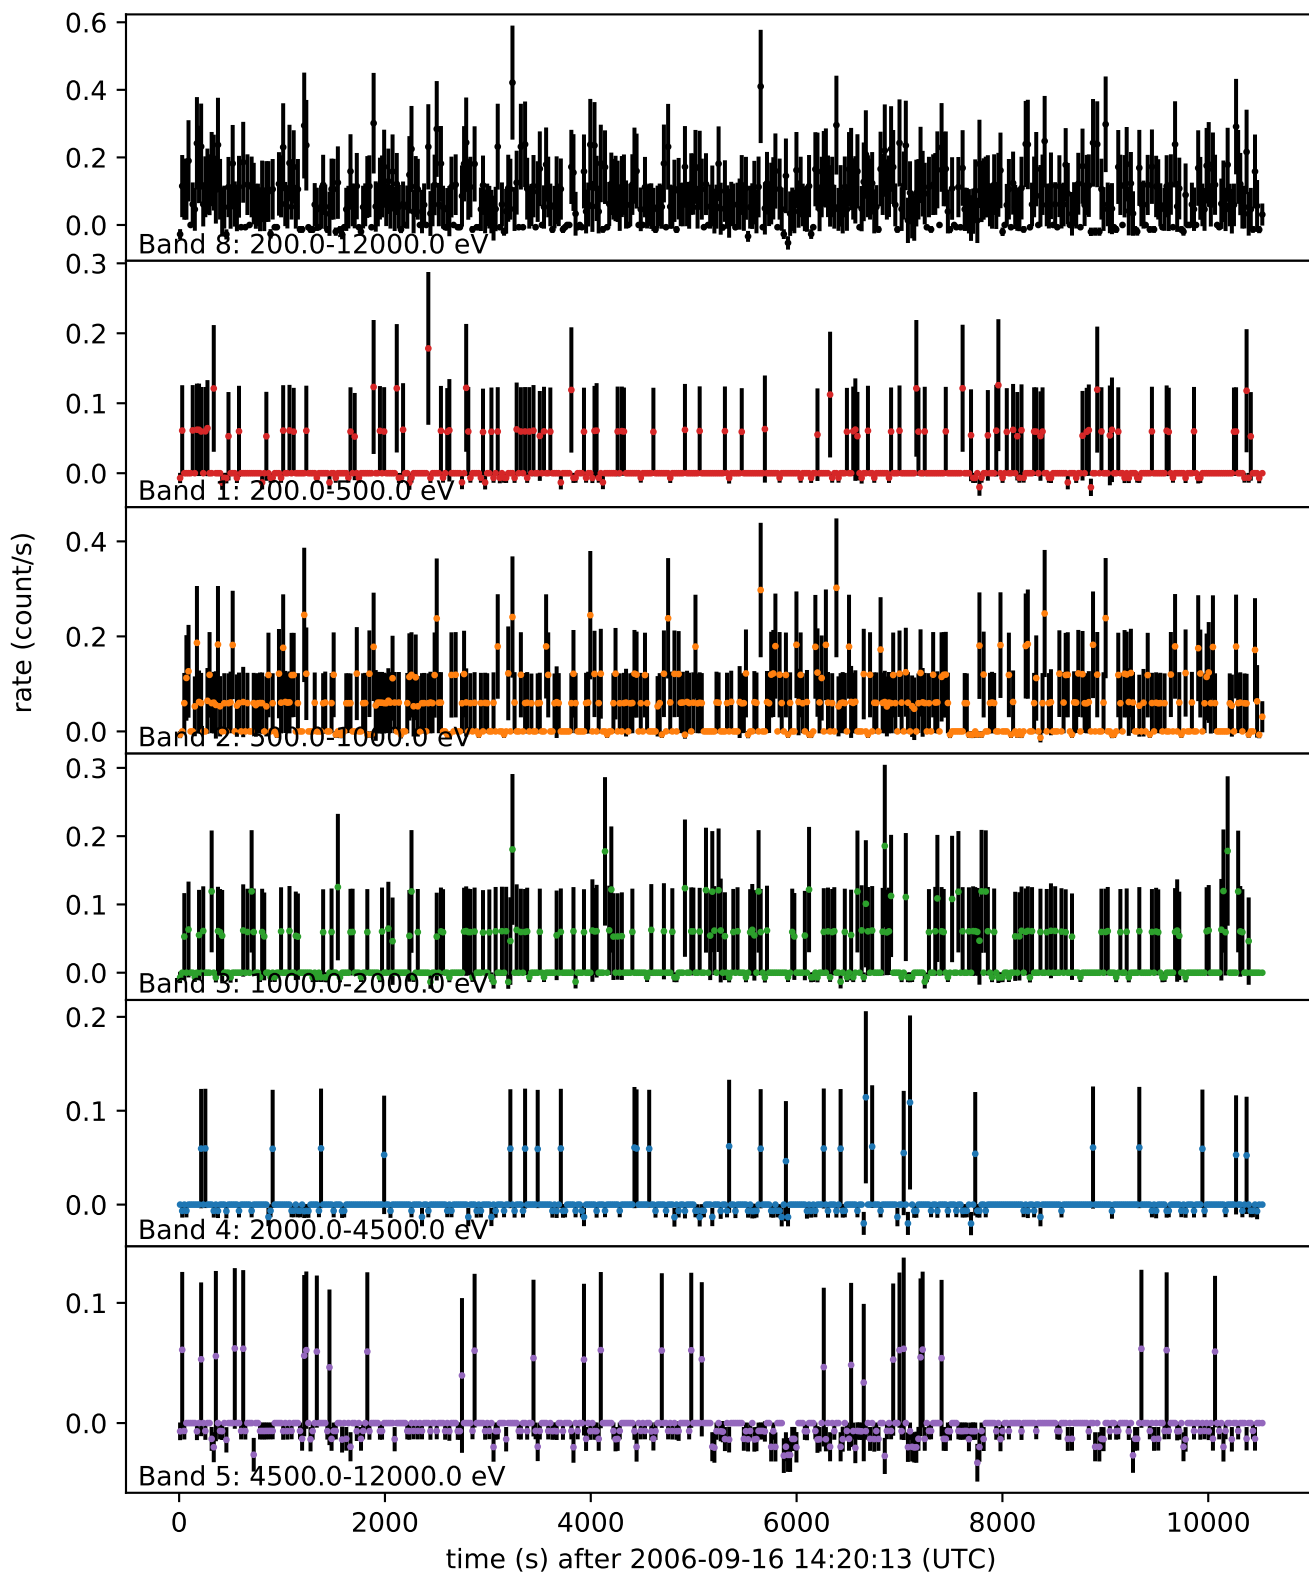 0.6
0.4
0.2
0.0
Band 8: 200.0-12000.0 eV
0.3
0.2
0.1
0.0
Band 1: 200.0-500.0 eV
rate (count/s)
0.4
0.2
0.0
Band 2: 500.0-1000.0 eV
0.3
0.2
0.1
0.0
Band 3: 1000.0-2000.0 eV
0.2
0.1
0.0
Band 4: 2000.0-4500.0 eV
0.1
0.0
Band 5: 4500.0-12000.0 eV
0 2000 4000 6000 8000 10000
time (s) after 2006-09-16 14:20:13 (UTC)